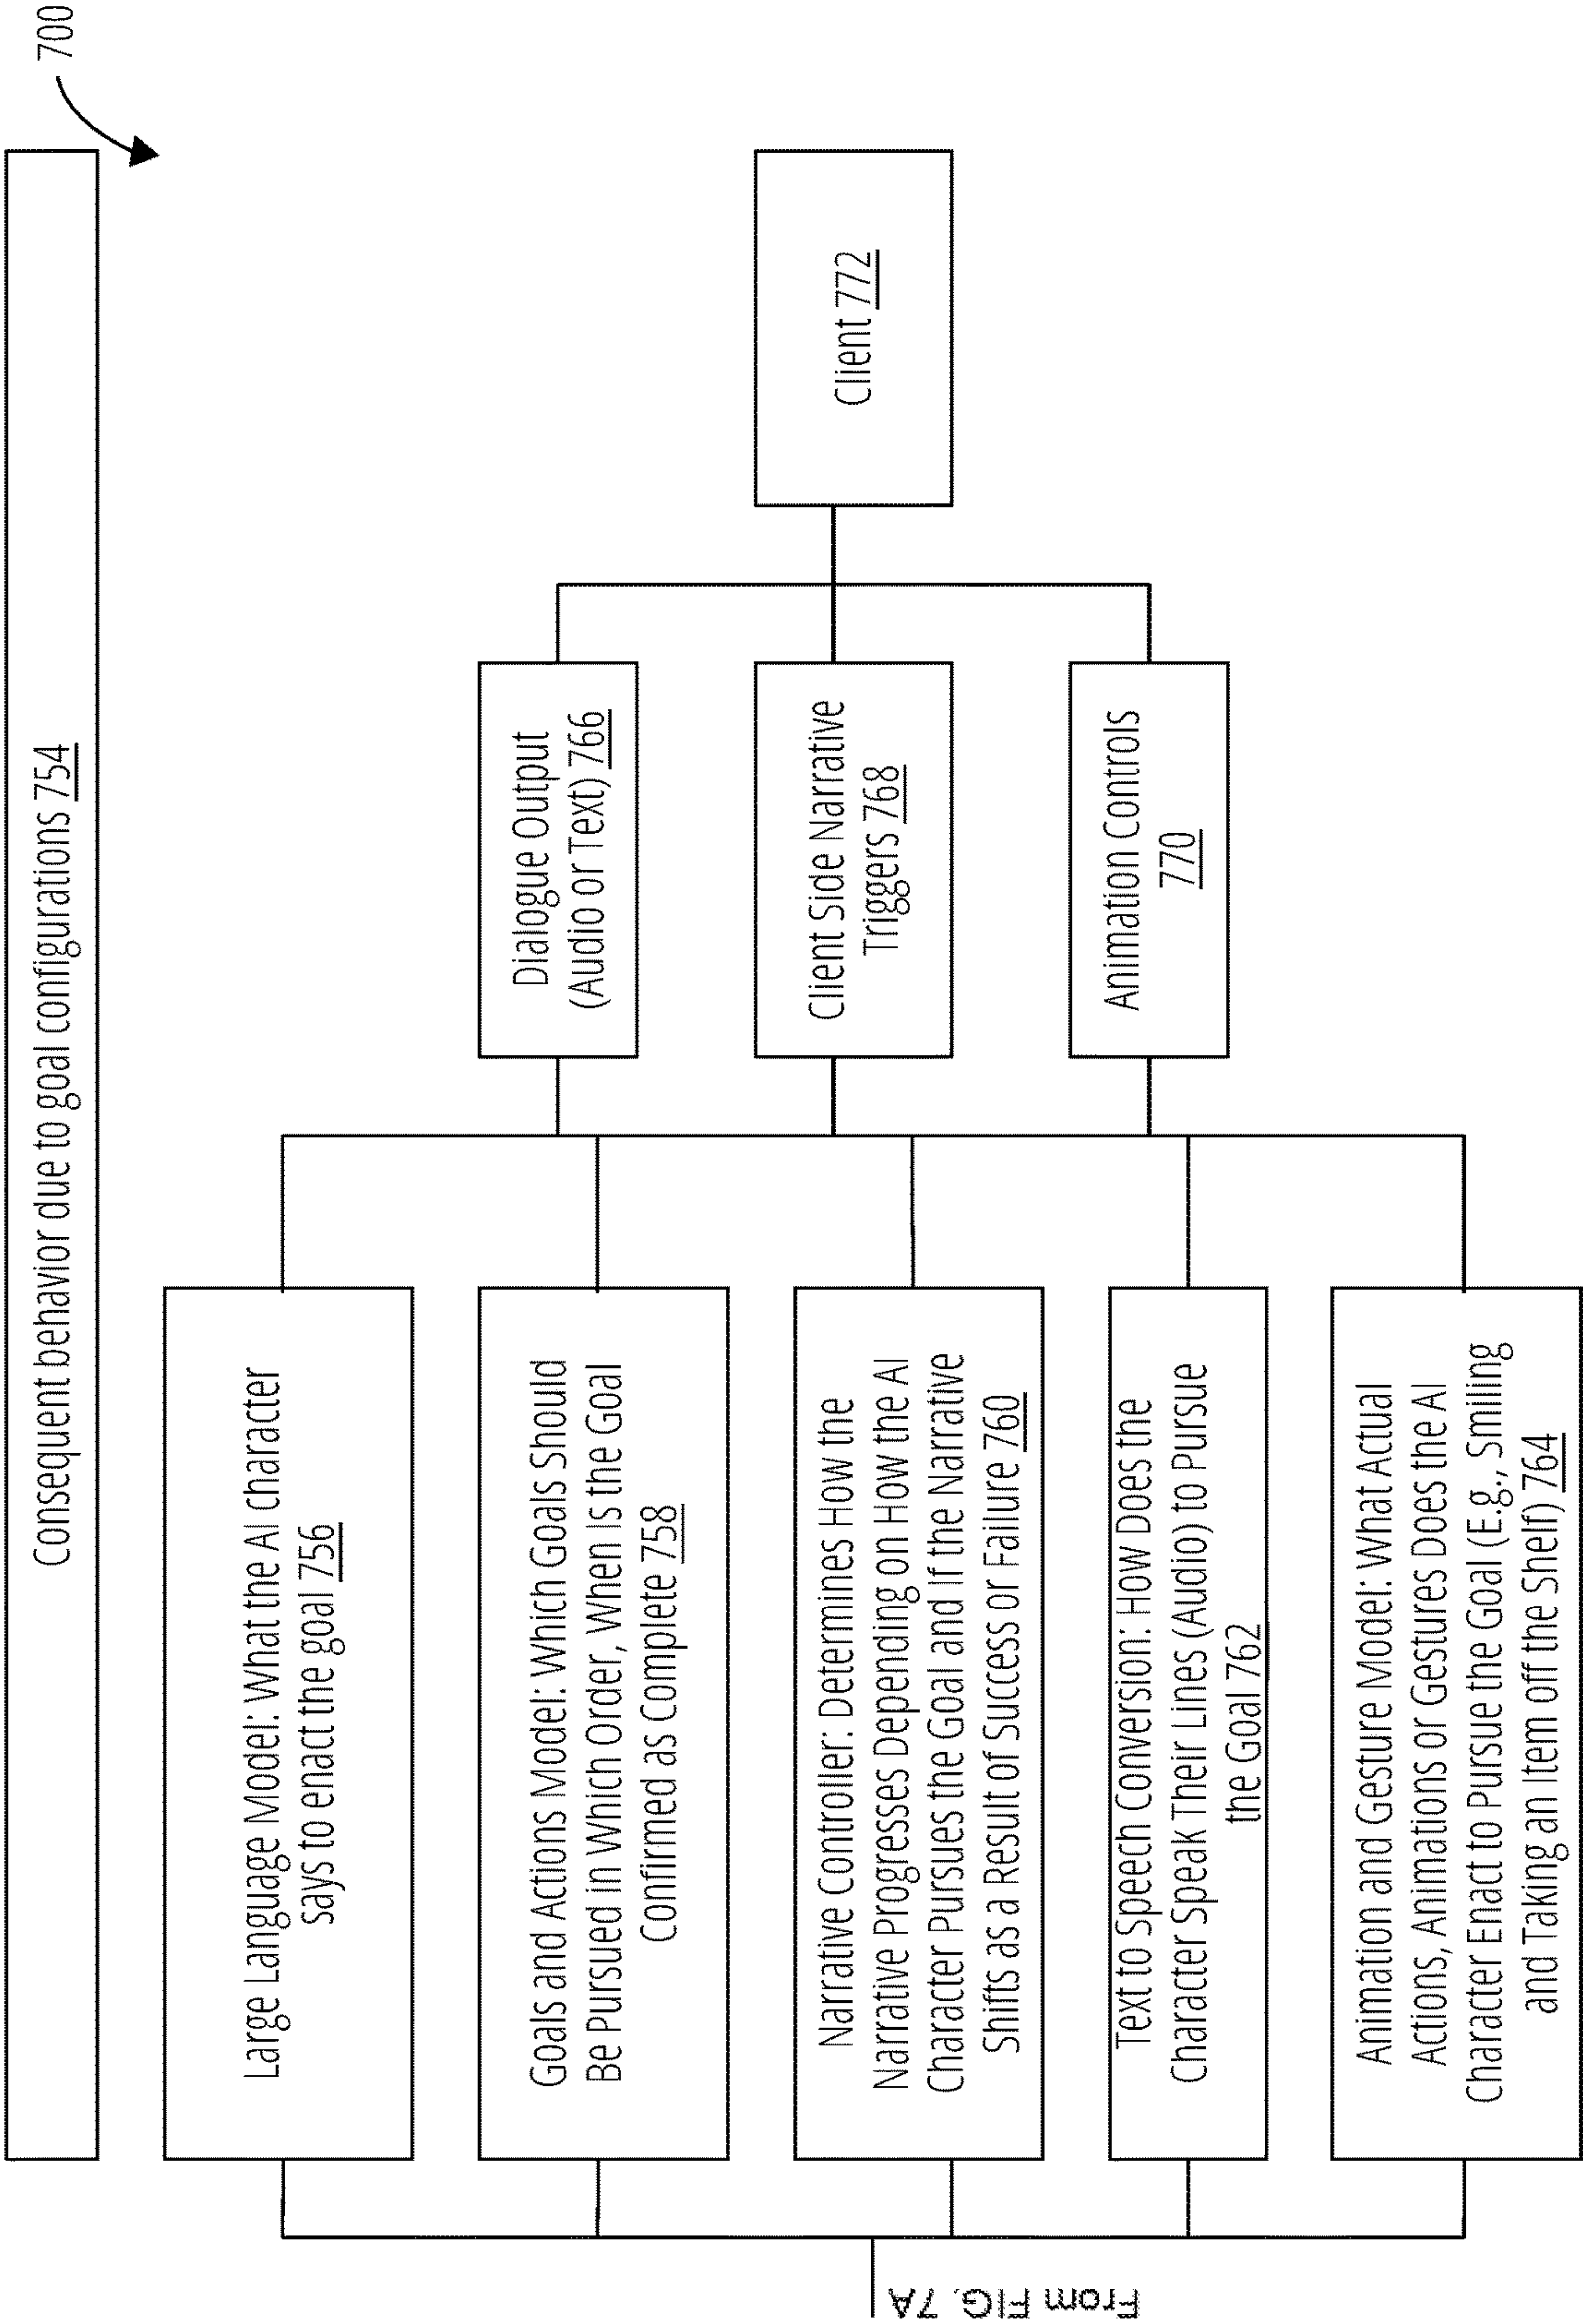 700
Consequent behavior due to goal configurations 754
From FIG. 7A
Large Language Model: What the AI character
says to enact the goal 756
Goals and Actions Model: Which Goals Should
Be Pursued in Which Order, When Is the Goal
Confirmed as Complete 758
Narrative Controller: Determines How the
Narrative Progresses Depending on How the AI
Character Pursues the Goal and if the Narrative
Shifts as a Result of Success or Failure 760
Text to Speech Conversion: How Does the
Character Speak Their Lines (Audio) to Pursue
the Goal 762
Animation and Gesture Model: What Actual
Actions, Animations or Gestures Does the AI
Character Enact to Pursue the Goal (E.g., Smiling
and Taking an Item off the Shelf) 764
Dialogue Output
(Audio or Text) 766
Client Side Narrative
Triggers 768
Animation Controls
770
Client 772